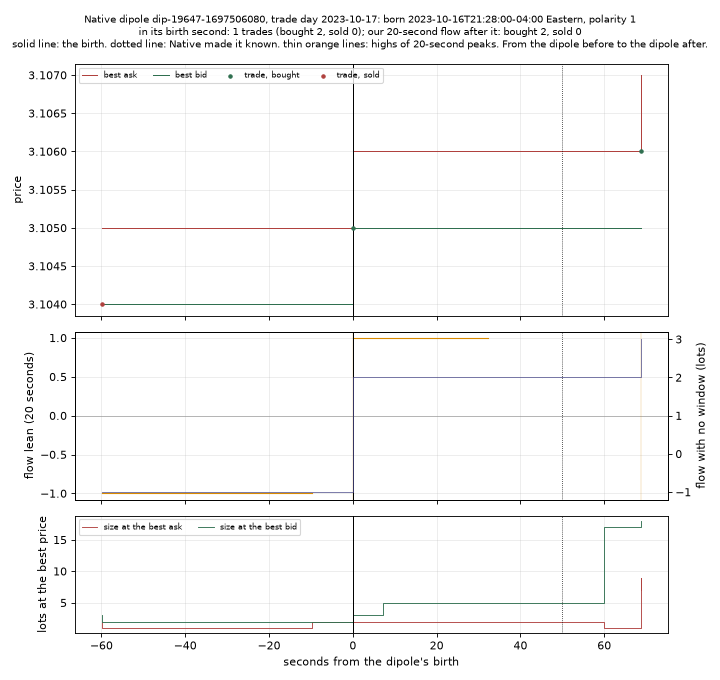 Native dipole dip-19647-1697506080, trade day 2023-10-17: born 2023-10-16T21:28:00-04:00 Eastern, polarity 1
in its birth second: 1 trades (bought 2, sold 0); our 20-second flow after it: bought 2, sold 0
solid line: the birth. dotted line: Native made it known. thin orange lines: highs of 20-second peaks. From the dipole before to the dipole after.
best ask
best bid
trade, bought
trade, sold
price
3.1070
3.1065
3.1060
3.1055
3.1050
3.1045
3.1040
flow lean (20 seconds)
1.0
0.5
0.0
−0.5
−1.0
3
2
1
0
−1
flow with no window (lots)
lots at the best price
size at the best ask
size at the best bid
15
10
5
−60
−40
−20
0
20
40
60
seconds from the dipole's birth